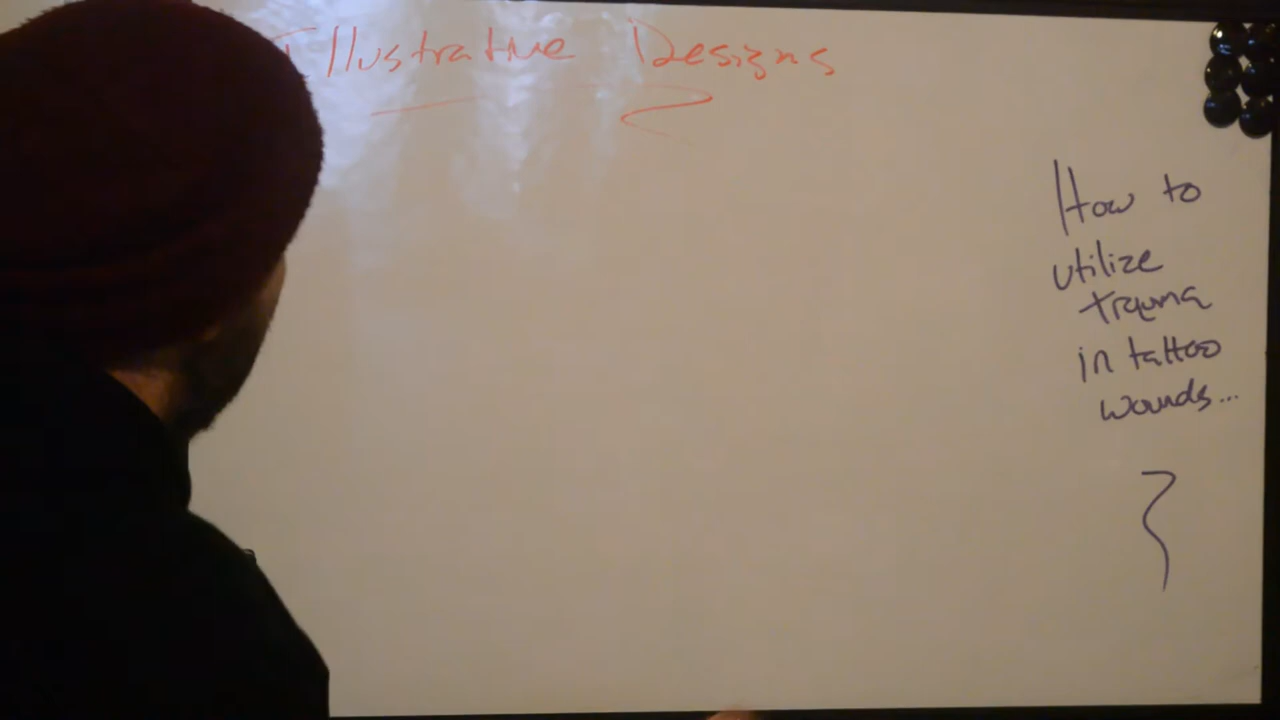 Illustrative Designs
How to
utilize
trauma
in tattoo
wounds...